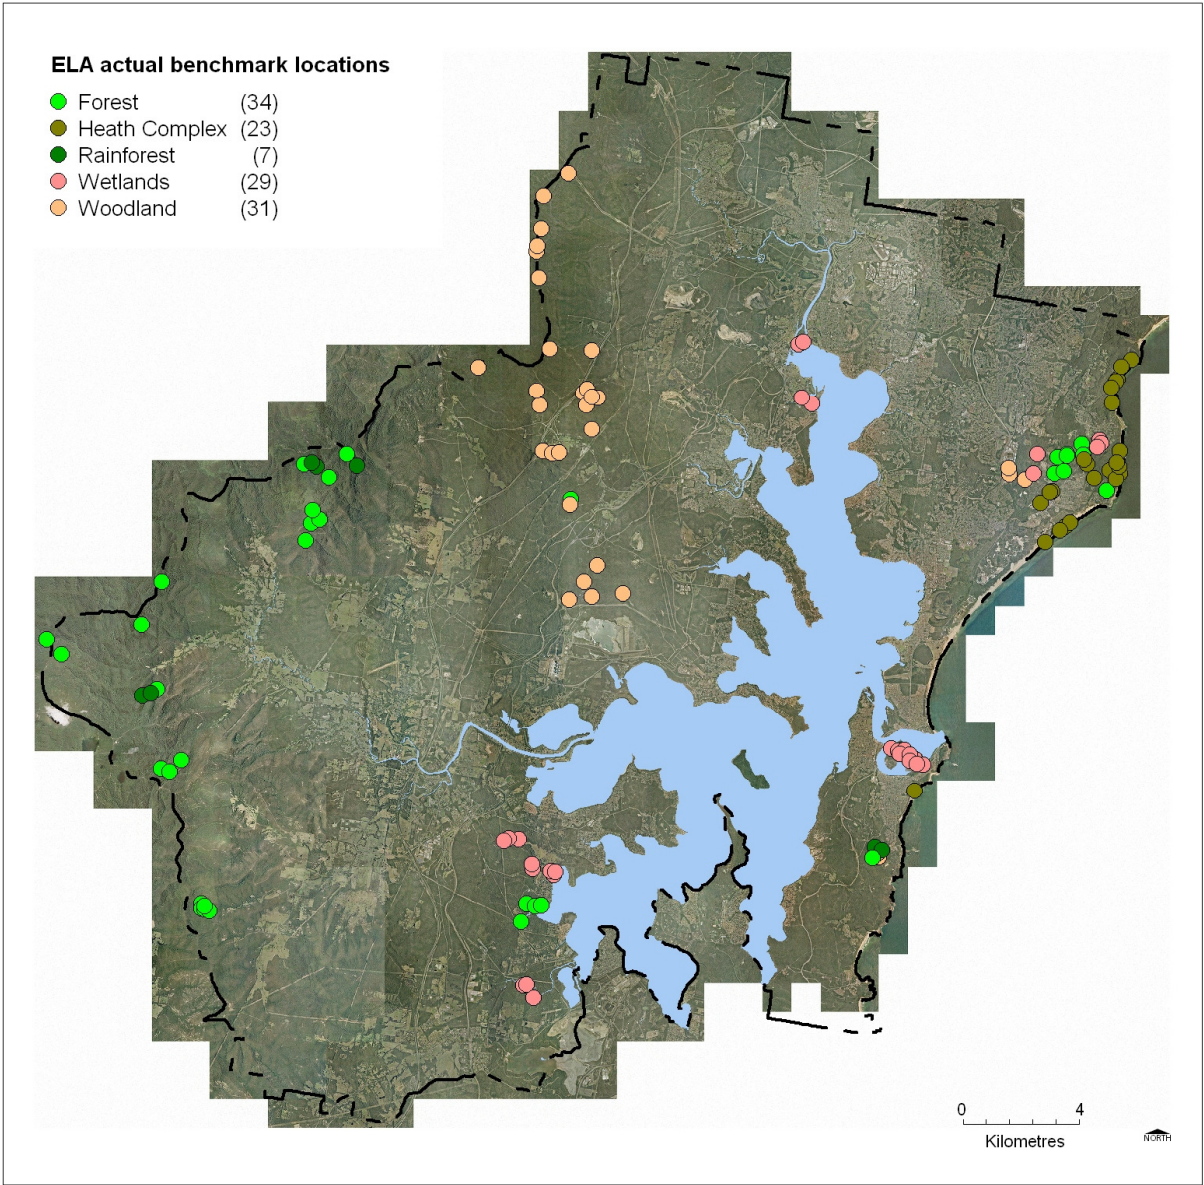 ELA actual benchmark locations
Forest (34)
Heath Complex (23)
Rainforest (7)
Wetlands (29)
Woodland (31)
0 4
Kilometres
NORTH